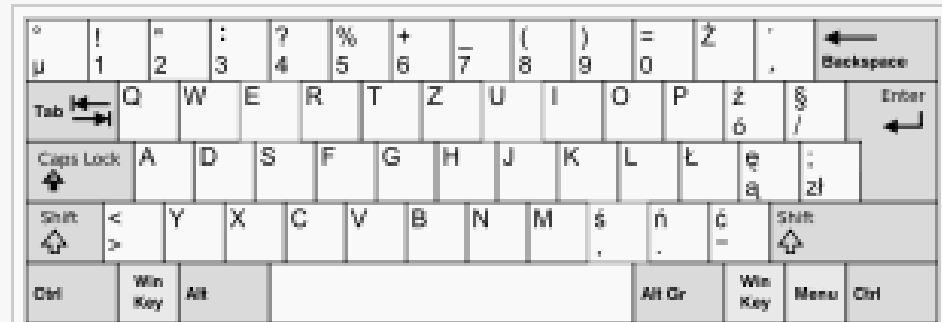 ° ! " : ? % + _ ( ) = Ż ˙ Backspace
µ 1 2 3 4 5 6 7 8 9 0 ¸
Tab Q W E R T Z U I O P ż § Enter
ó /
Caps Lock A D S F G H J K L Ł ę ;
ą zł
Shift < Y X C V B N M ś ń ć Shift
> , . –
Ctrl Win Key Alt Alt Gr Win Key Menu Ctrl